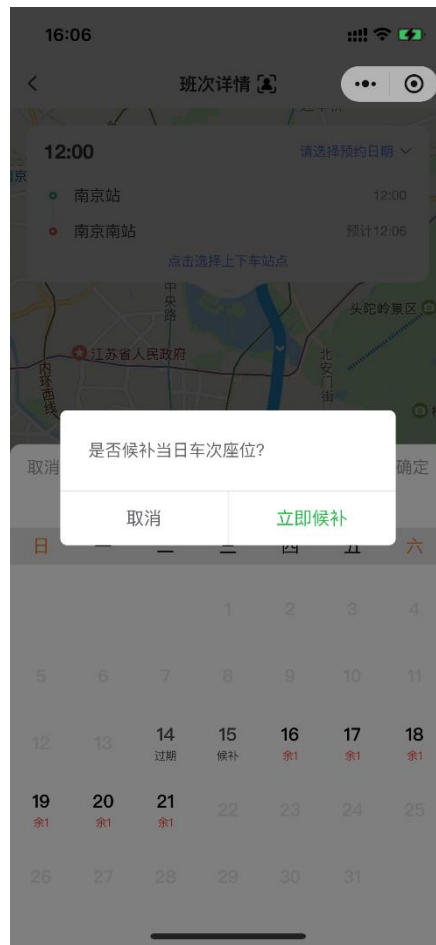 16:06
班次详情
12:00
请选择预约日期
南京站
12:00
南京南站
预计12:06
点击选择上下车站点
中央路
头陀岭景区
江苏省人民政府
北安门街
内环西线
是否候补当日车次座位?
取消
确定
取消
立即候补
日 一 二 三 四 五 六
1 2 3 4
5 6 7 8 9 10 11
12 13 14 15 16 17 18
过期 候补 余1 余1 余1
19 20 21 22 23 24 25
余1 余1 余1
26 27 28 29 30 31